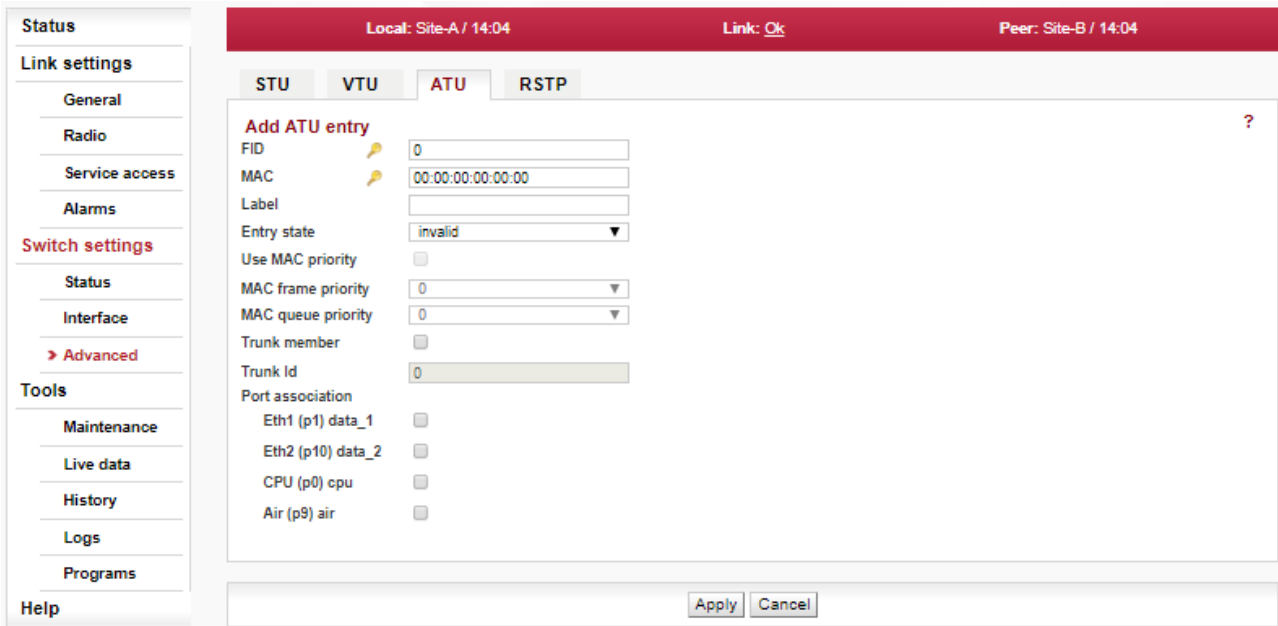 Status
Link settings
General
Radio
Service access
Alarms
Switch settings
Status
Interface
Advanced
Tools
Maintenance
Live data
History
Logs
Programs
Help
Local: Site-A / 14:04 Link: Ok Peer: Site-B / 14:04
STU VTU ATU RSTP
Add ATU entry ?
FID 0
MAC 00:00:00:00:00:00
Label
Entry state invalid
Use MAC priority
MAC frame priority 0
MAC queue priority 0
Trunk member
Trunk Id 0
Port association
Eth1 (p1) data_1
Eth2 (p10) data_2
CPU (p0) cpu
Air (p9) air
Apply Cancel